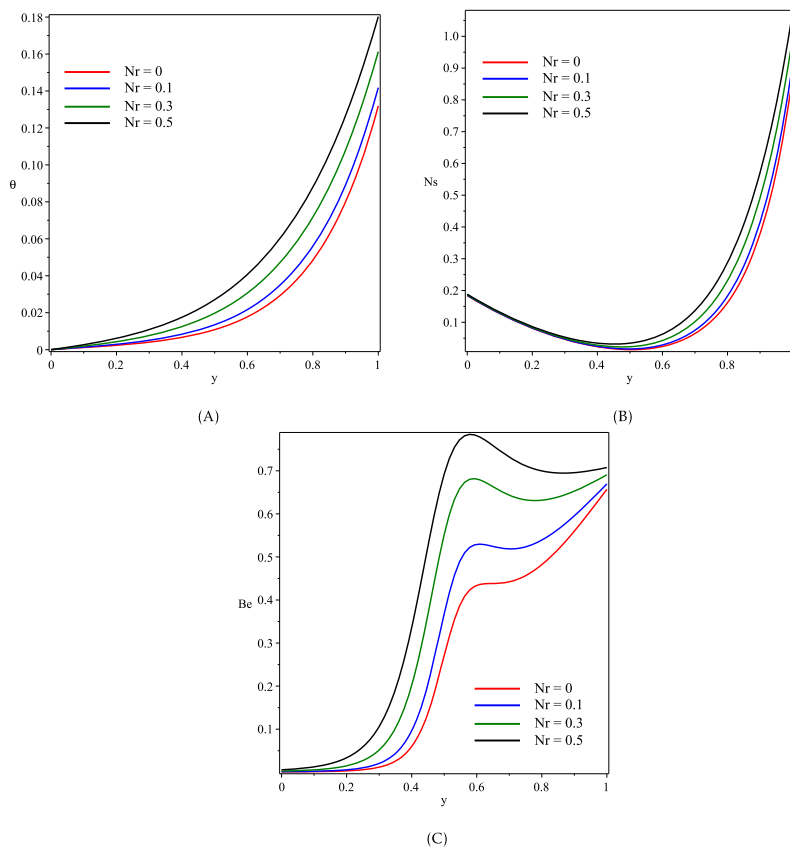 0.18
0.16
0.14
0.12
0.10
0.08
0.06
0.04
0.02
0
θ
Nr = 0
Nr = 0.1
Nr = 0.3
Nr = 0.5
0 0.2 0.4 0.6 0.8 1
y
(A)
1.0
0.9
0.8
0.7
0.6
0.5
0.4
0.3
0.2
0.1
Ns
Nr = 0
Nr = 0.1
Nr = 0.3
Nr = 0.5
0 0.2 0.4 0.6 0.8
y
(B)
0.7
0.6
0.5
0.4
0.3
0.2
0.1
Be
Nr = 0
Nr = 0.1
Nr = 0.3
Nr = 0.5
0 0.2 0.4 0.6 0.8 1
y
(C)